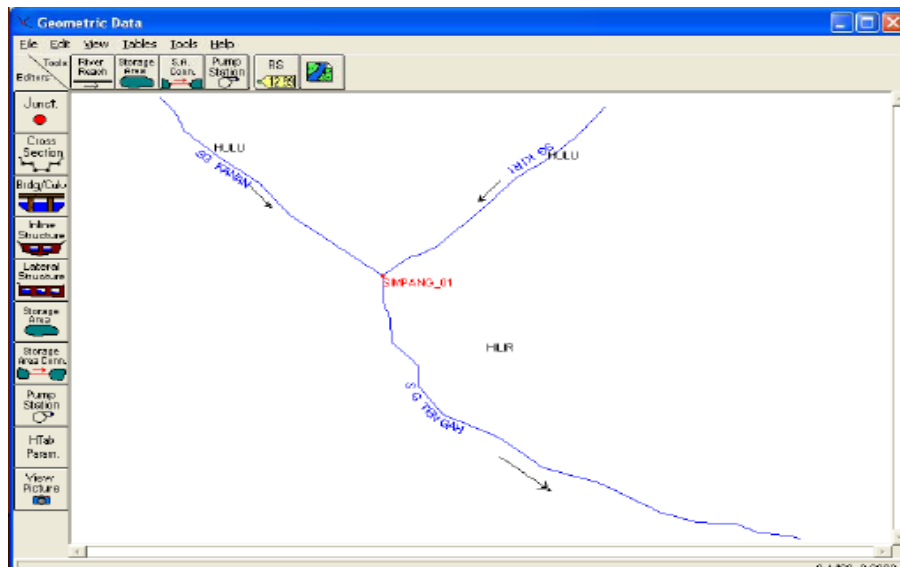 Geometric Data
File Edit View Tables Tools Help
Tools
Editors
River Reach
Storage Area
S.A. Conn.
Pump Station
RS
Junct.
Cross Section
Brdg/Culv
Inline Structure
Lateral Structure
Storage Area
Storage Area Conn.
Pump Station
HTab Param.
View Picture
HULU
SG KANAN
HULU
SG KIRI
SIMPANG_01
HILIR
SG TENGAH